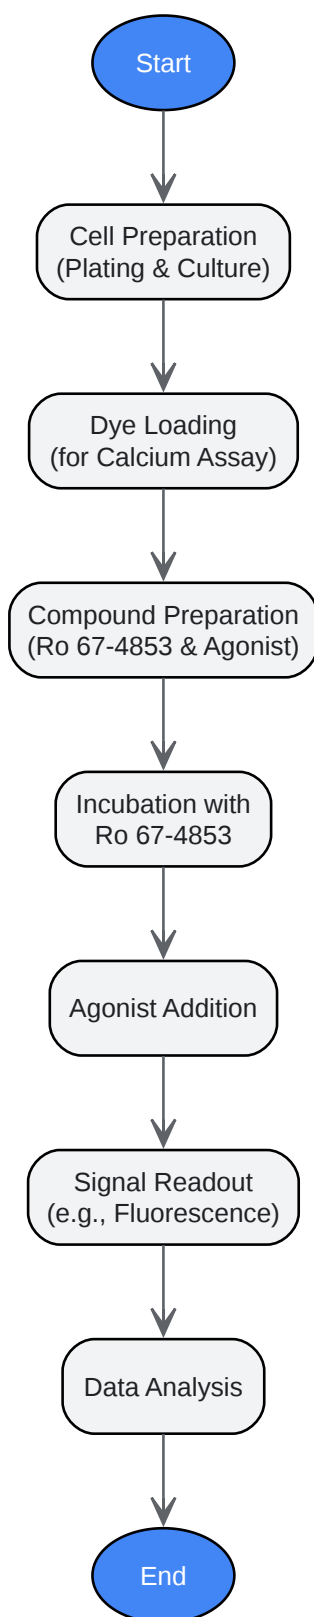 Start
Cell Preparation
(Plating & Culture)
Dye Loading
(for Calcium Assay)
Compound Preparation
(Ro 67-4853 & Agonist)
Incubation with
Ro 67-4853
Agonist Addition
Signal Readout
(e.g., Fluorescence)
Data Analysis
End